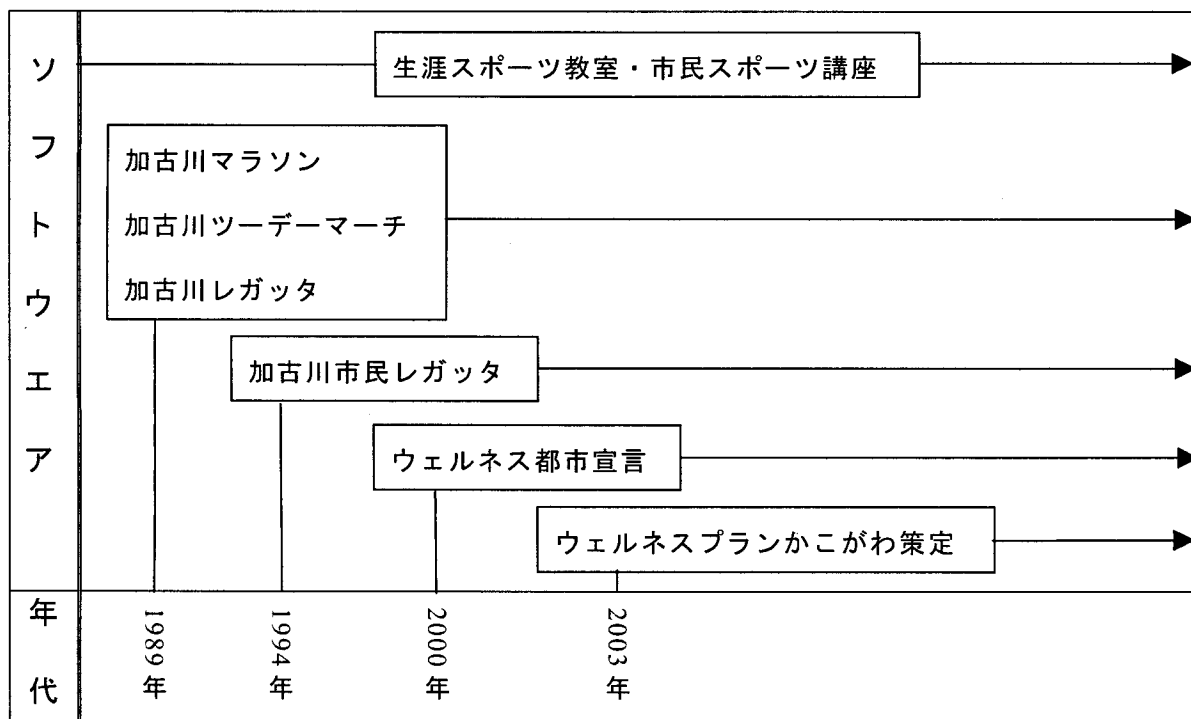 ソフトウエア
生涯スポーツ教室・市民スポーツ講座
加古川マラソン
加古川ツーデーマーチ
加古川レガッタ
加古川市民レガッタ
ウェルネス都市宣言
ウェルネスプランかこがわ策定
年代
1989年
1994年
2000年
2003年